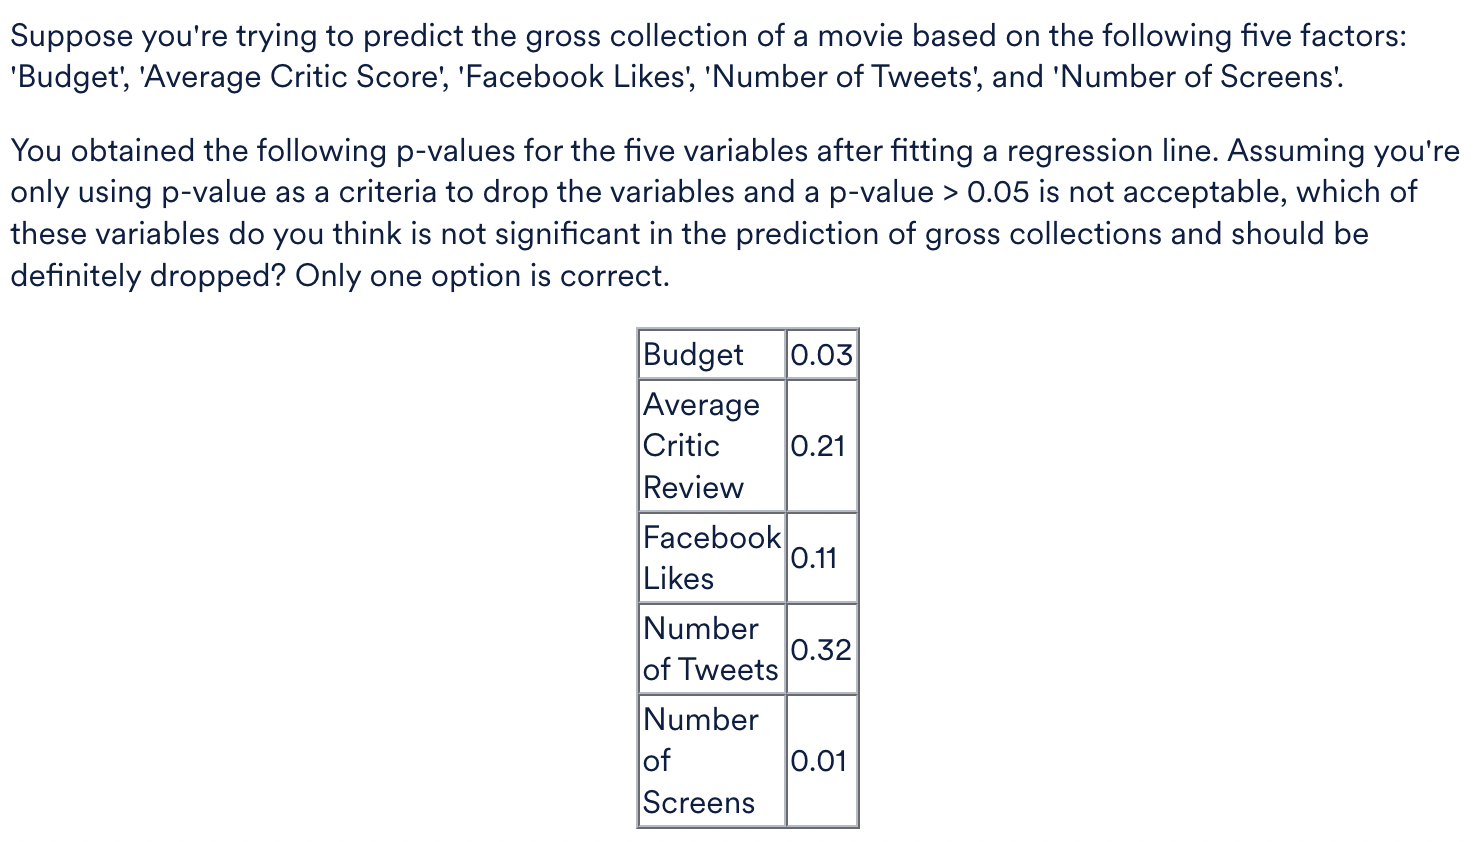 Suppose you're trying to predict the gross collection of a movie based on the following five factors:
'Budget', 'Average Critic Score', 'Facebook Likes', 'Number of Tweets', and 'Number of Screens'.
You obtained the following p-values for the five variables after fitting a regression line. Assuming you're
only using p-value as a criteria to drop the variables and a p-value > 0.05 is not acceptable, which of
these variables do you think is not significant in the prediction of gross collections and should be
definitely dropped? Only one option is correct.
Budget 0.03
Average
Critic 0.21
Review
Facebook
Likes
0.11
Number
of Tweets
0.32
Number
of 0.01
Screens